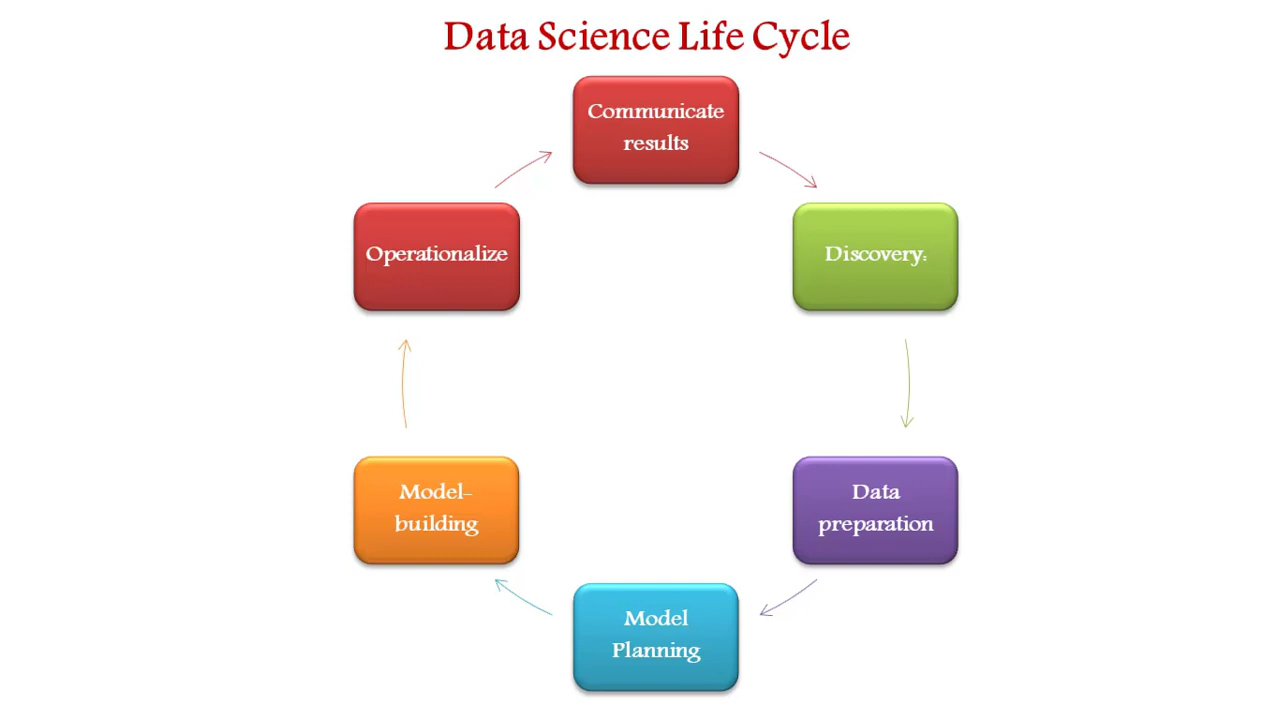 Data Science Life Cycle
Communicate
results
Discovery:
Data
preparation
Model
Planning
Model-
building
Operationalize